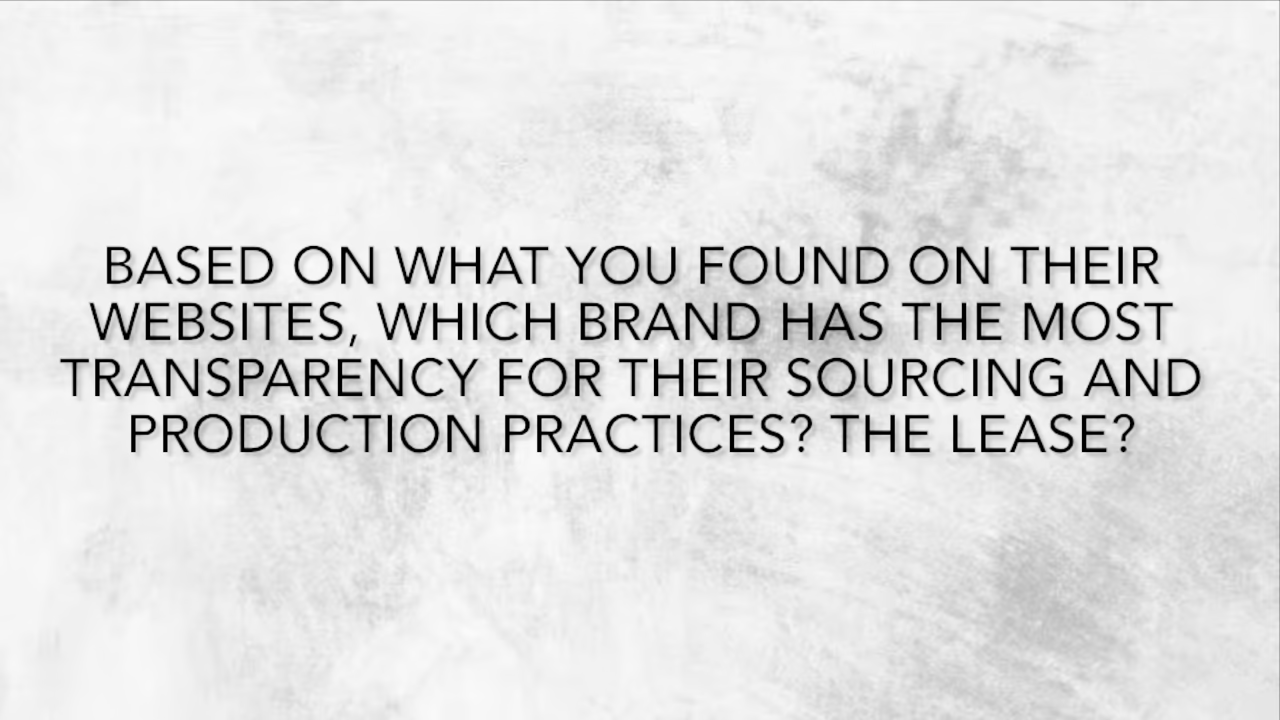 BASED ON WHAT YOU FOUND ON THEIR
WEBSITES, WHICH BRAND HAS THE MOST
TRANSPARENCY FOR THEIR SOURCING AND
PRODUCTION PRACTICES? THE LEASE?